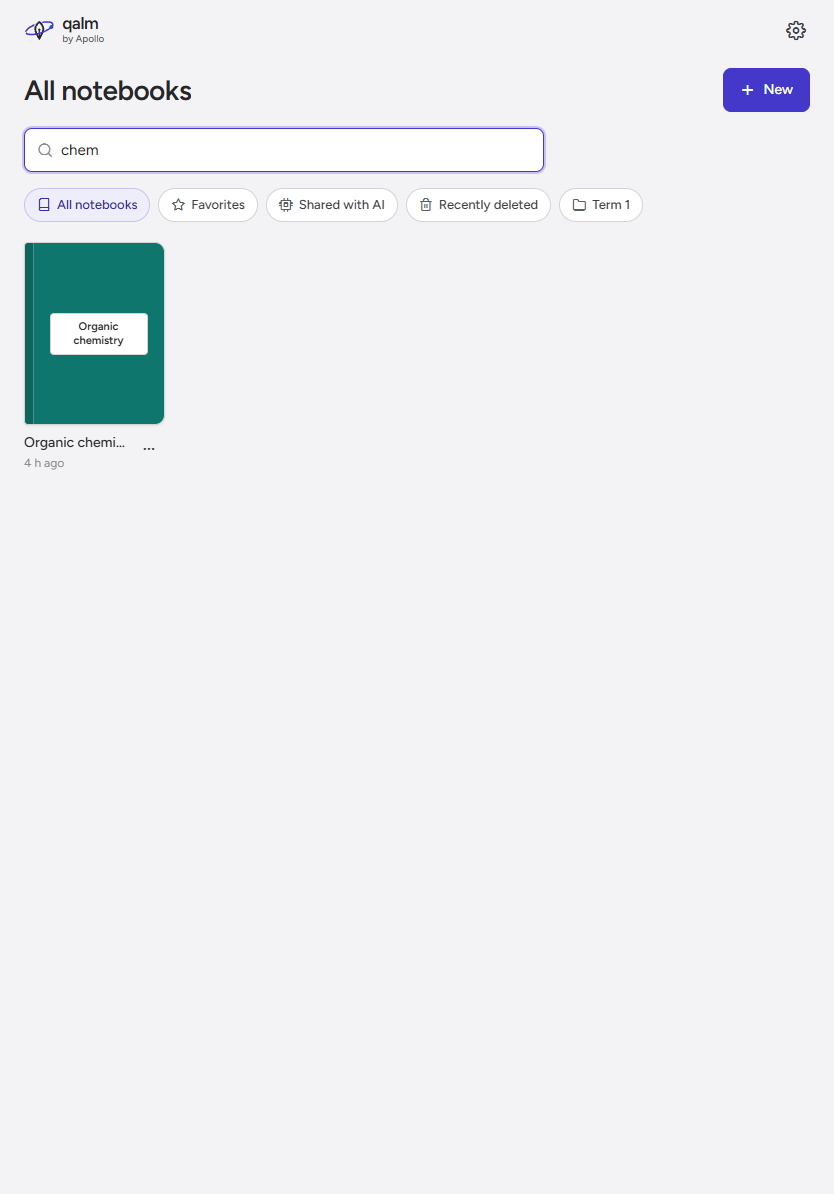 qalm
by Apollo
All notebooks
New
chem
All notebooks
Favorites
Shared with AI
Recently deleted
Term 1
Organic
chemistry
Organic chemi...
...
4 h ago